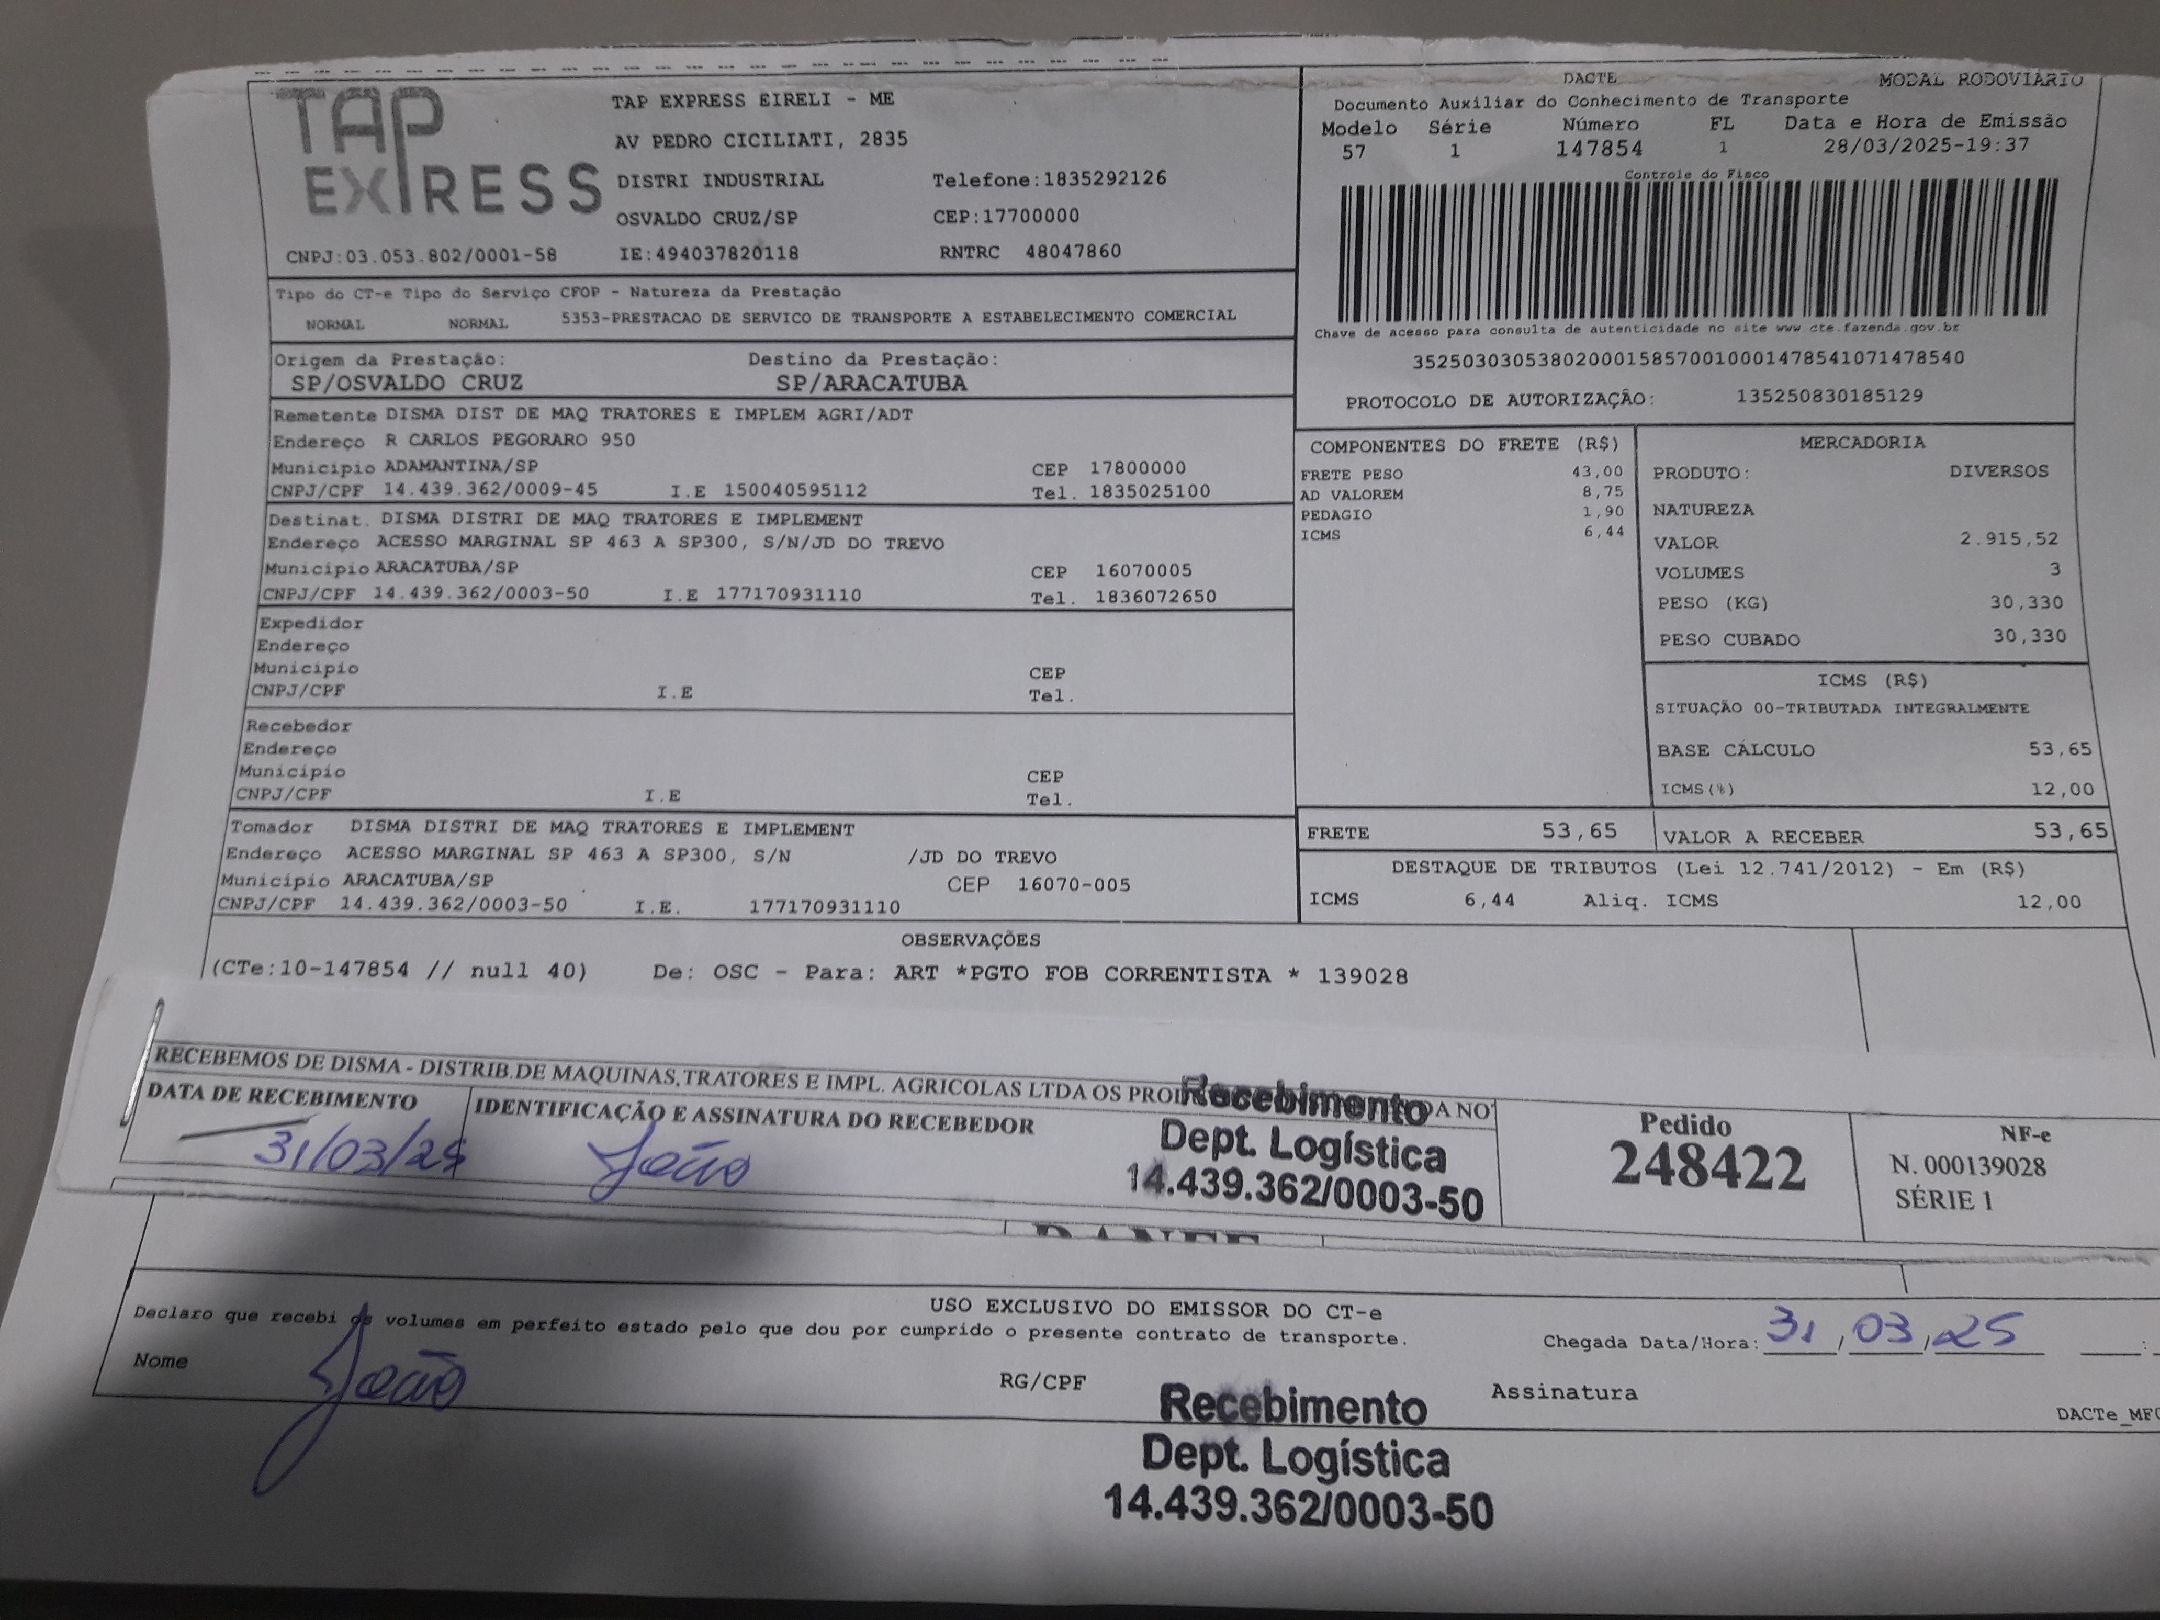 TAP EXPRESS
TAP EXPRESS EIRELI - ME
AV PEDRO CICILIATI, 2835
DISTRI INDUSTRIAL Telefone:1835292126
OSVALDO CRUZ/SP CEP:17700000
CNPJ:03.053.802/0001-58 IE:494037820118 RNTRC 48047860
DACTE MODAL RODOVIÁRIO
Documento Auxiliar do Conhecimento de Transporte
Modelo Série Número FL Data e Hora de Emissão
57 1 147854 1 28/03/2025-19:37
Controle do Fisco
Chave de acesso para consulta de autenticidade no site www cte.fazenda.gov.br
35250303053802000158570010001478541071478540
PROTOCOLO DE AUTORIZAÇÃO: 135250830185129
Tipo do CT-e Tipo do Serviço CFOP - Natureza da Prestação
NORMAL NORMAL 5353-PRESTACAO DE SERVICO DE TRANSPORTE A ESTABELECIMENTO COMERCIAL
Origem da Prestação: Destino da Prestação:
SP/OSVALDO CRUZ SP/ARACATUBA
Remetente DISMA DIST DE MAQ TRATORES E IMPLEM AGRI/ADT
Endereço R CARLOS PEGORARO 950
Municipio ADAMANTINA/SP CEP 17800000
CNPJ/CPF 14.439.362/0009-45 I.E 150040595112 Tel. 1835025100
Destinat. DISMA DISTRI DE MAQ TRATORES E IMPLEMENT
Endereço ACESSO MARGINAL SP 463 A SP300, S/N/JD DO TREVO
Municipio ARACATUBA/SP CEP 16070005
CNPJ/CPF 14.439.362/0003-50 I.E 177170931110 Tel. 1836072650
Expedidor
Endereço
Municipio CEP
CNPJ/CPF I.E Tel.
Recebedor
Endereço
Municipio CEP
CNPJ/CPF I.E Tel.
Tomador DISMA DISTRI DE MAQ TRATORES E IMPLEMENT
Endereço ACESSO MARGINAL SP 463 A SP300, S/N /JD DO TREVO
Municipio ARACATUBA/SP CEP 16070-005
CNPJ/CPF 14.439.362/0003-50 I.E. 177170931110
COMPONENTES DO FRETE (R$)
FRETE PESO 43,00
AD VALOREM 8,75
PEDAGIO 1,90
ICMS 6,44
MERCADORIA
PRODUTO: DIVERSOS
NATUREZA
VALOR 2.915,52
VOLUMES 3
PESO (KG) 30,330
PESO CUBADO 30,330
ICMS (R$)
SITUAÇÃO 00-TRIBUTADA INTEGRALMENTE
BASE CÁLCULO 53,65
ICMS(%) 12,00
FRETE 53,65 VALOR A RECEBER 53,65
DESTAQUE DE TRIBUTOS (Lei 12.741/2012) - Em (R$)
ICMS 6,44 Aliq. ICMS 12,00
OBSERVAÇÕES
(CTe:10-147854 // null 40) De: OSC - Para: ART *PGTO FOB CORRENTISTA * 139028
RECEBEMOS DE DISMA - DISTRIB.DE MAQUINAS,TRATORES E IMPL. AGRICOLAS LTDA OS
DATA DE RECEBIMENTO IDENTIFICAÇÃO E ASSINATURA DO RECEBEDOR
31/03/25 João
Recebimento
Dept. Logística
14.439.362/0003-50
Pedido
248422
NF-e
N. 000139028
SÉRIE 1
USO EXCLUSIVO DO EMISSOR DO CT-e
Declaro que recebi os volumes em perfeito estado pelo que dou por cumprido o presente contrato de transporte.
Chegada Data/Hora: 31/03/25
Nome João RG/CPF Assinatura
Recebimento
Dept. Logística
14.439.362/0003-50